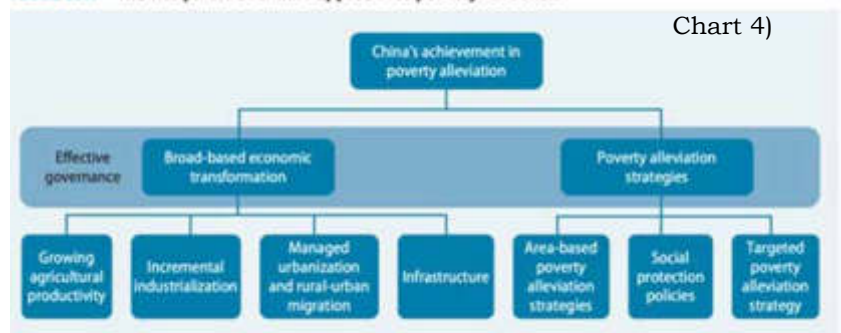 Chart 4)
China's achievement in
poverty alleviation
Effective
governance
Broad-based economic
transformation
Poverty alleviation
strategies
Growing
agricultural
productivity
Incremental
industrialization
Managed
urbanization
and rural-urban
migration
Infrastructure
Area-based
poverty
alleviation
strategies
Social
protection
policies
Targeted
poverty
alleviation
strategy